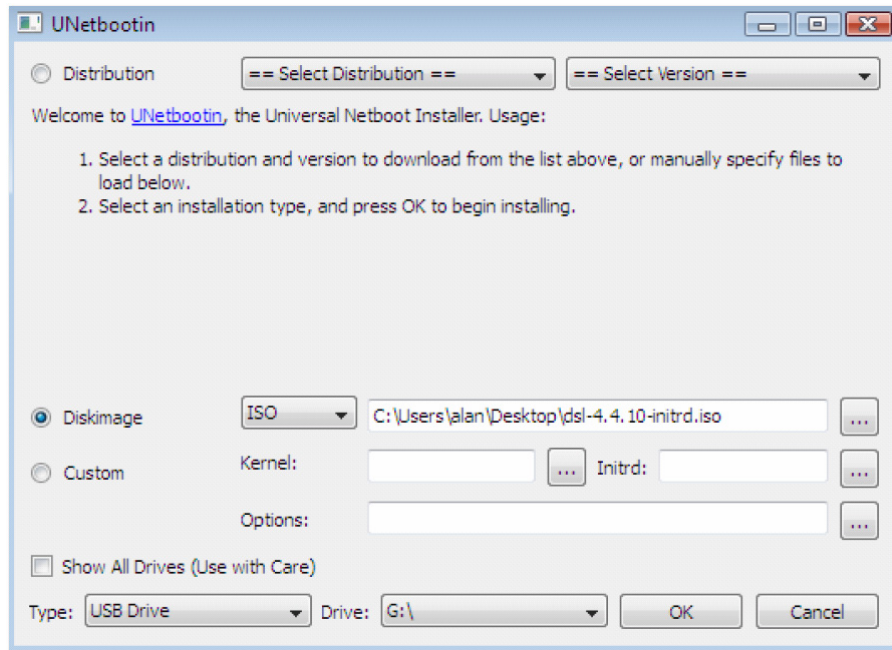 UNetbootin
Distribution == Select Distribution == == Select Version ==
Welcome to UNetbootin, the Universal Netboot Installer. Usage:
1. Select a distribution and version to download from the list above, or manually specify files to
load below.
2. Select an installation type, and press OK to begin installing.
Diskimage ISO C:\Users\alan\Desktop\dsl-4.4.10-initrd.iso ...
Custom Kernel: ... Initrd: ...
Options: ...
Show All Drives (Use with Care)
Type: USB Drive Drive: G:\ OK Cancel